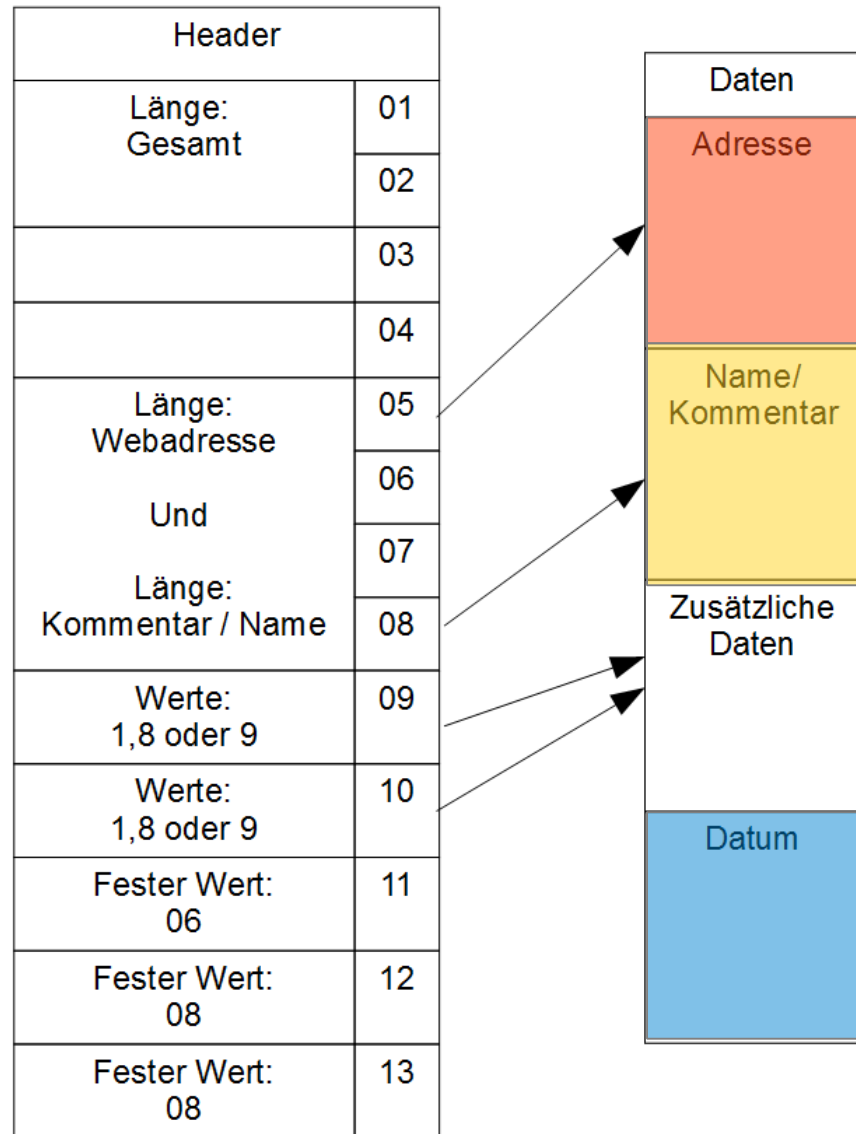 Header
Länge:
Gesamt
01
02
03
04
Länge:
Webadresse
Und
Länge:
Kommentar / Name
05
06
07
08
Werte:
1,8 oder 9
09
Werte:
1,8 oder 9
10
Fester Wert:
06
11
Fester Wert:
08
12
Fester Wert:
08
13
Daten
Adresse
Name/
Kommentar
Zusätzliche
Daten
Datum